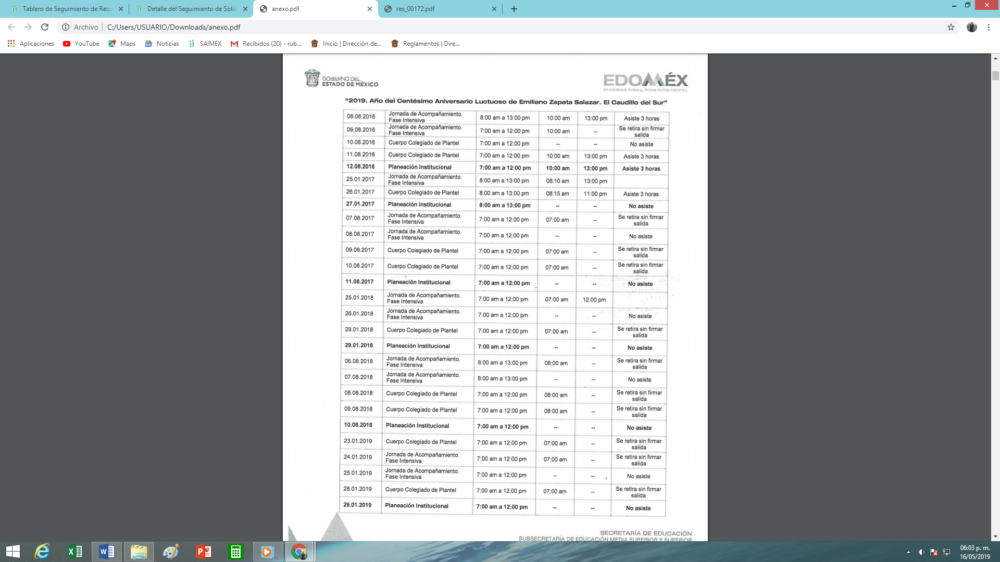 Tablero de Seguimiento de Recu
Detalle del Seguimiento de Solici
anexo.pdf
res_00172.pdf
Archivo | C:/Users/USUARIO/Downloads/anexo.pdf
Aplicaciones YouTube Maps Noticias SAIMEX Recibidos (20) - rub... Inicio | Dirección de... Reglamentos | Dire...
GOBIERNO DEL
ESTADO DE MÉXICO
EDOMÉX
DECISIONES FIRMES, RESULTADOS FUERTES.
“2019. Año del Centésimo Aniversario Luctuoso de Emiliano Zapata Salazar. El Caudillo del Sur”
08.08.2016 Jornada de Acompañamiento. Fase Intensiva 8:00 am a 13:00 pm 10:00 am 13:00 pm Asiste 3 horas
09.08.2016 Jornada de Acompañamiento. Fase Intensiva 7:00 am a 12:00 pm 10:00 am -- Se retira sin firmar salida
10.08.2016 Cuerpo Colegiado de Plantel 7:00 am a 12:00 pm -- -- No asiste
11.08.2016 Cuerpo Colegiado de Plantel 7:00 am a 12:00 pm 10:00 am 13:00 pm Asiste 3 horas
12.08.2016 Planeación Institucional 7:00 am a 12:00 pm 10:00 am 13:00 pm Asiste 3 horas
25.01.2017 Jornada de Acompañamiento. Fase Intensiva 8:00 am a 13:00 pm 08:10 am 13:00 pm
26.01.2017 Cuerpo Colegiado de Plantel 8:00 am a 13:00 pm 08:15 am 11:00 pm Asiste 3 horas
27.01.2017 Planeación Institucional 8:00 am a 13:00 pm -- -- No asiste
07.08.2017 Jornada de Acompañamiento. Fase Intensiva 7:00 am a 12:00 pm 07:00 am -- Se retira sin firmar salida
08.08.2017 Jornada de Acompañamiento. Fase Intensiva 7:00 am a 12:00 pm -- -- No asiste
09.08.2017 Cuerpo Colegiado de Plantel 7:00 am a 12:00 pm 07:00 am -- Se retira sin firmar salida
10.08.2017 Cuerpo Colegiado de Plantel 7:00 am a 12:00 pm 07:00 am -- Se retira sin firmar salida
11.08.2017 Planeación Institucional 7:00 am a 12:00 pm -- -- No asiste
25.01.2018 Jornada de Acompañamiento. Fase Intensiva 7:00 am a 12:00 pm 07:00 am 12:00 pm
26.01.2018 Jornada de Acompañamiento. Fase Intensiva 7:00 am a 12:00 pm -- -- No asiste
29.01.2018 Cuerpo Colegiado de Plantel 7:00 am a 12:00 pm 07:00 am -- Se retira sin firmar salida
29.01.2018 Planeación Institucional 7:00 am a 12:00 pm -- -- No asiste
06.08.2018 Jornada de Acompañamiento. Fase Intensiva 8:00 am a 13:00 pm 08:00 am -- Se retira sin firmar salida
07.08.2018 Jornada de Acompañamiento. Fase Intensiva 8:00 am a 13:00 pm -- -- No asiste
08.08.2018 Cuerpo Colegiado de Plantel 7:00 am a 12:00 pm 08:00 am -- Se retira sin firmar salida
09.08.2018 Cuerpo Colegiado de Plantel 7:00 am a 12:00 pm 08:00 am -- Se retira sin firmar salida
10.08.2018 Planeación Institucional 7:00 am a 12:00 pm -- -- No asiste
23.01.2019 Cuerpo Colegiado de Plantel 7:00 am a 12:00 pm 07:00 am -- Se retira sin firmar salida
24.01.2019 Jornada de Acompañamiento. Fase Intensiva 7:00 am a 12:00 pm 07:00 am -- Se retira sin firmar salida
25.01.2019 Jornada de Acompañamiento. Fase Intensiva 7:00 am a 12:00 pm -- -- No asiste
28.01.2019 Cuerpo Colegiado de Plantel 7:00 am a 12:00 pm 07:00 am -- Se retira sin firmar salida
29.01.2019 Planeación Institucional 7:00 am a 12:00 pm -- -- No asiste
SECRETARÍA DE EDUCACIÓN
SUBSECRETARÍA DE EDUCACIÓN MEDIA SUPERIOR Y SUPERIOR
06:03 p. m.
16/05/2019